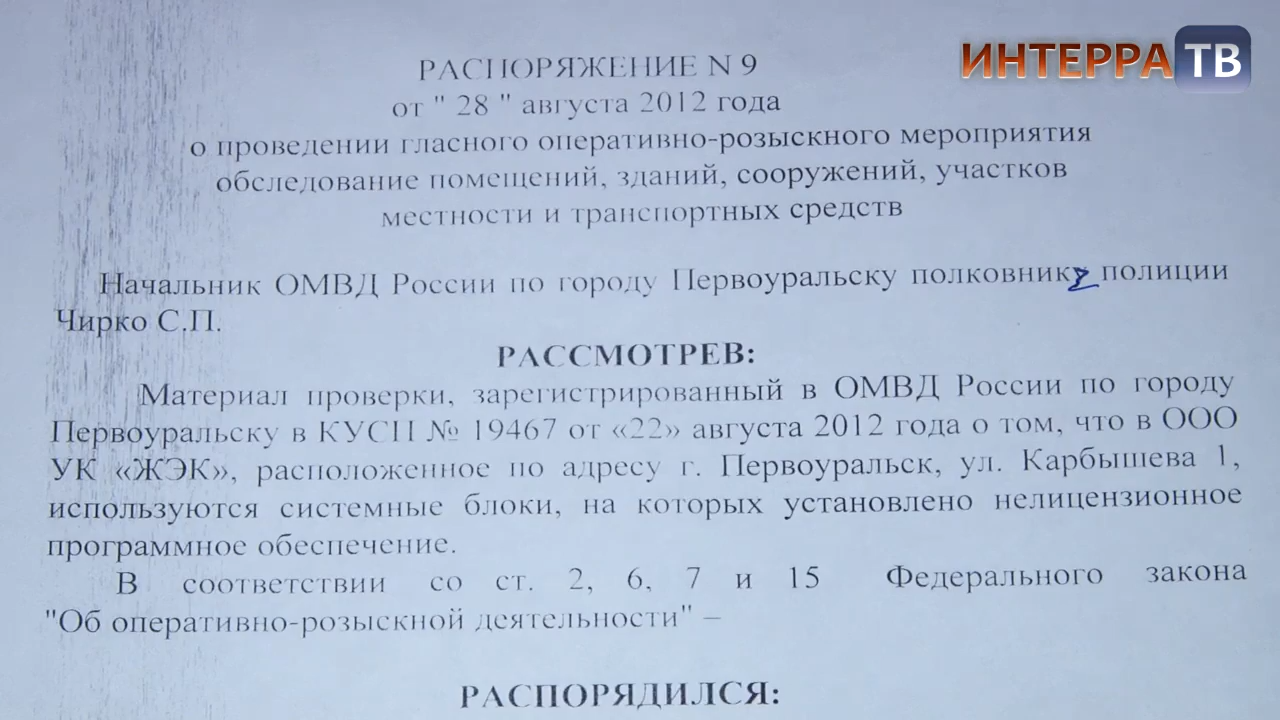 ИНТЕРРА ТВ
РАСПОРЯЖЕНИЕ N 9
от " 28 " августа 2012 года
о проведении гласного оперативно-розыскного мероприятия
обследование помещений, зданий, сооружений, участков
местности и транспортных средств
Начальник ОМВД России по городу Первоуральску полковник полиции
Чирко С.П.
РАССМОТРЕВ:
Материал проверки, зарегистрированный в ОМВД России по городу
Первоуральску в КУСП № 19467 от «22» августа 2012 года о том, что в ООО
УК «ЖЭК», расположенное по адресу г. Первоуральск, ул. Карбышева 1,
используются системные блоки, на которых установлено нелицензионное
программное обеспечение.
В соответствии со ст. 2, 6, 7 и 15 Федерального закона
"Об оперативно-розыскной деятельности" –
РАСПОРЯДИЛСЯ: